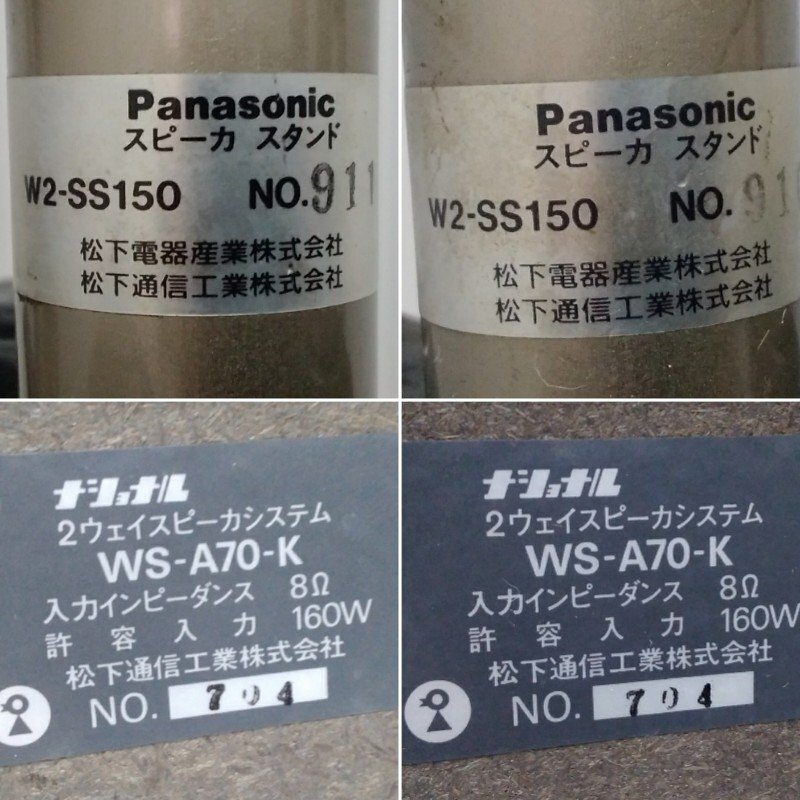 Panasonic
スピーカ スタンド
W2-SS150 NO.911
松下電器産業株式会社
松下通信工業株式会社
Panasonic
スピーカ スタンド
W2-SS150 NO.91
松下電器産業株式会社
松下通信工業株式会社
ナショナル
2ウェイスピーカシステム
WS-A70-K
入力インピーダンス 8Ω
許容入力 160W
松下通信工業株式会社
NO. 704
ナショナル
2ウェイスピーカシステム
WS-A70-K
入力インピーダンス 8Ω
許容入力 160W
松下通信工業株式会社
NO. 704